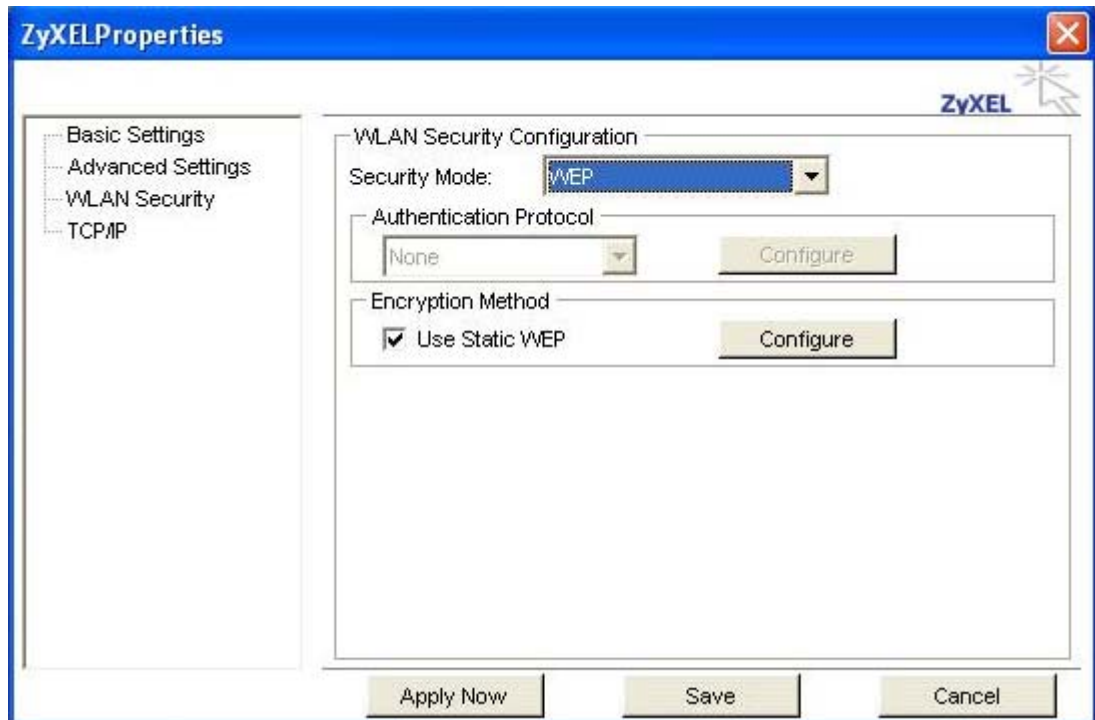 ZyXELProperties
ZyXEL
Basic Settings
Advanced Settings
WLAN Security
TCP/IP
WLAN Security Configuration
Security Mode: WEP
Authentication Protocol
None Configure
Encryption Method
Use Static WEP Configure
Apply Now Save Cancel